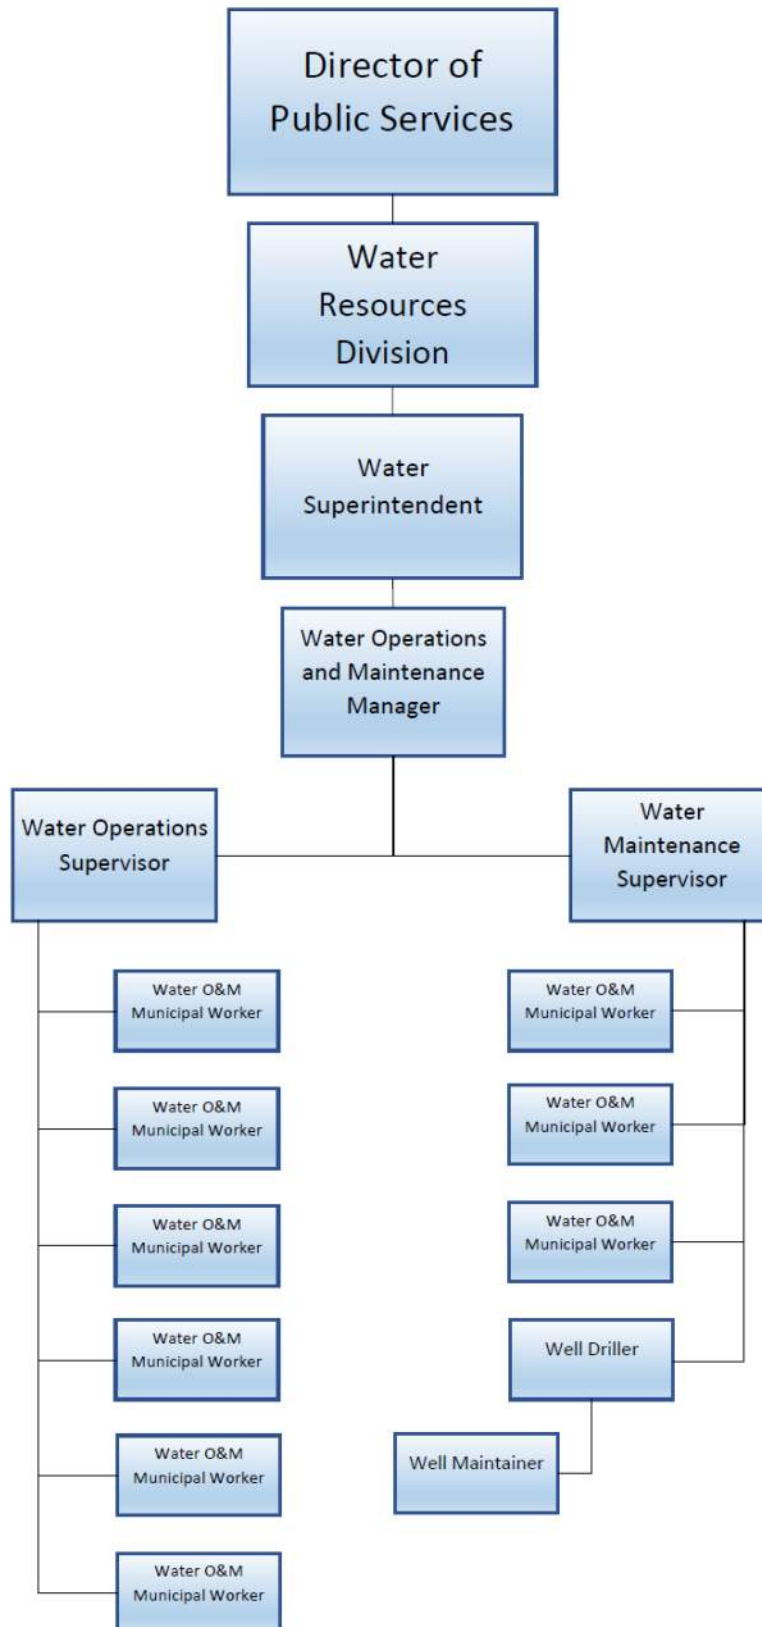 Director of
Public Services
Water
Resources
Division
Water
Superintendent
Water Operations
and Maintenance
Manager
Water Operations
Supervisor
Water
Maintenance
Supervisor
Water O&M
Municipal Worker
Water O&M
Municipal Worker
Water O&M
Municipal Worker
Water O&M
Municipal Worker
Water O&M
Municipal Worker
Water O&M
Municipal Worker
Water O&M
Municipal Worker
Water O&M
Municipal Worker
Water O&M
Municipal Worker
Well Driller
Well Maintainer